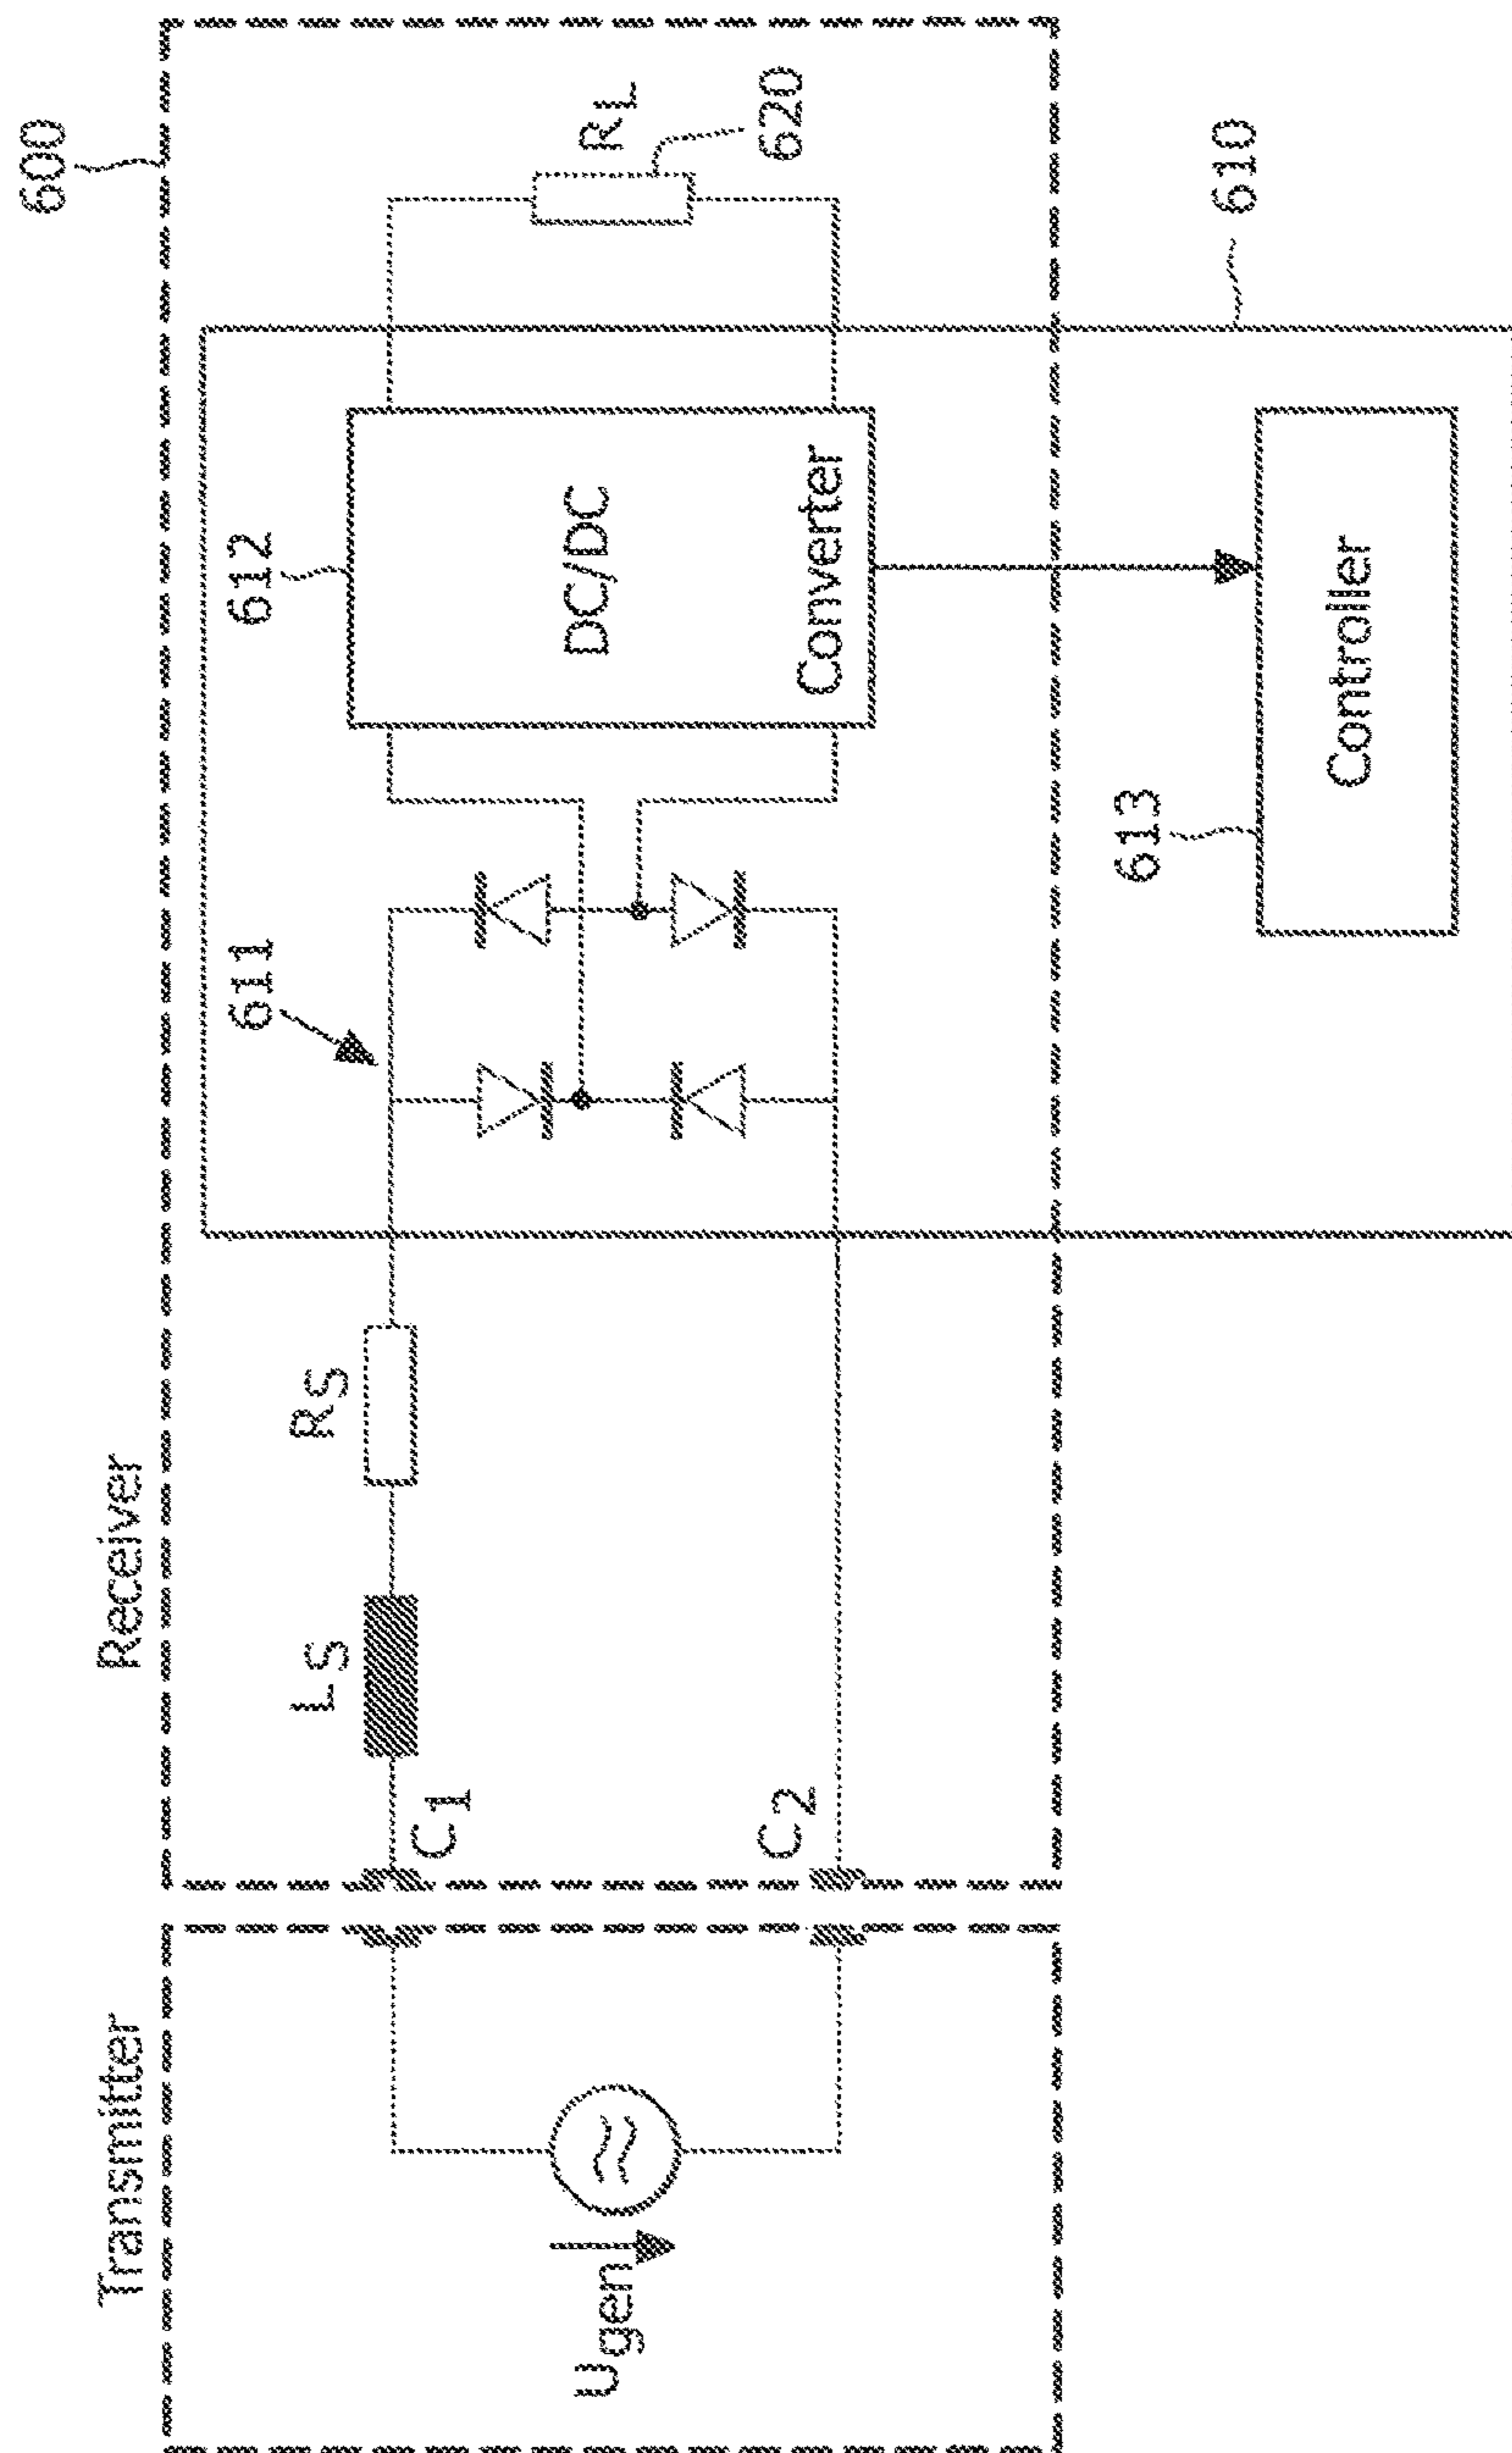 Transmitter
Receiver
600
Ugen
C1
C2
LS
RS
611
612
DC/DC
Converter
RL
620
613
Controller
610